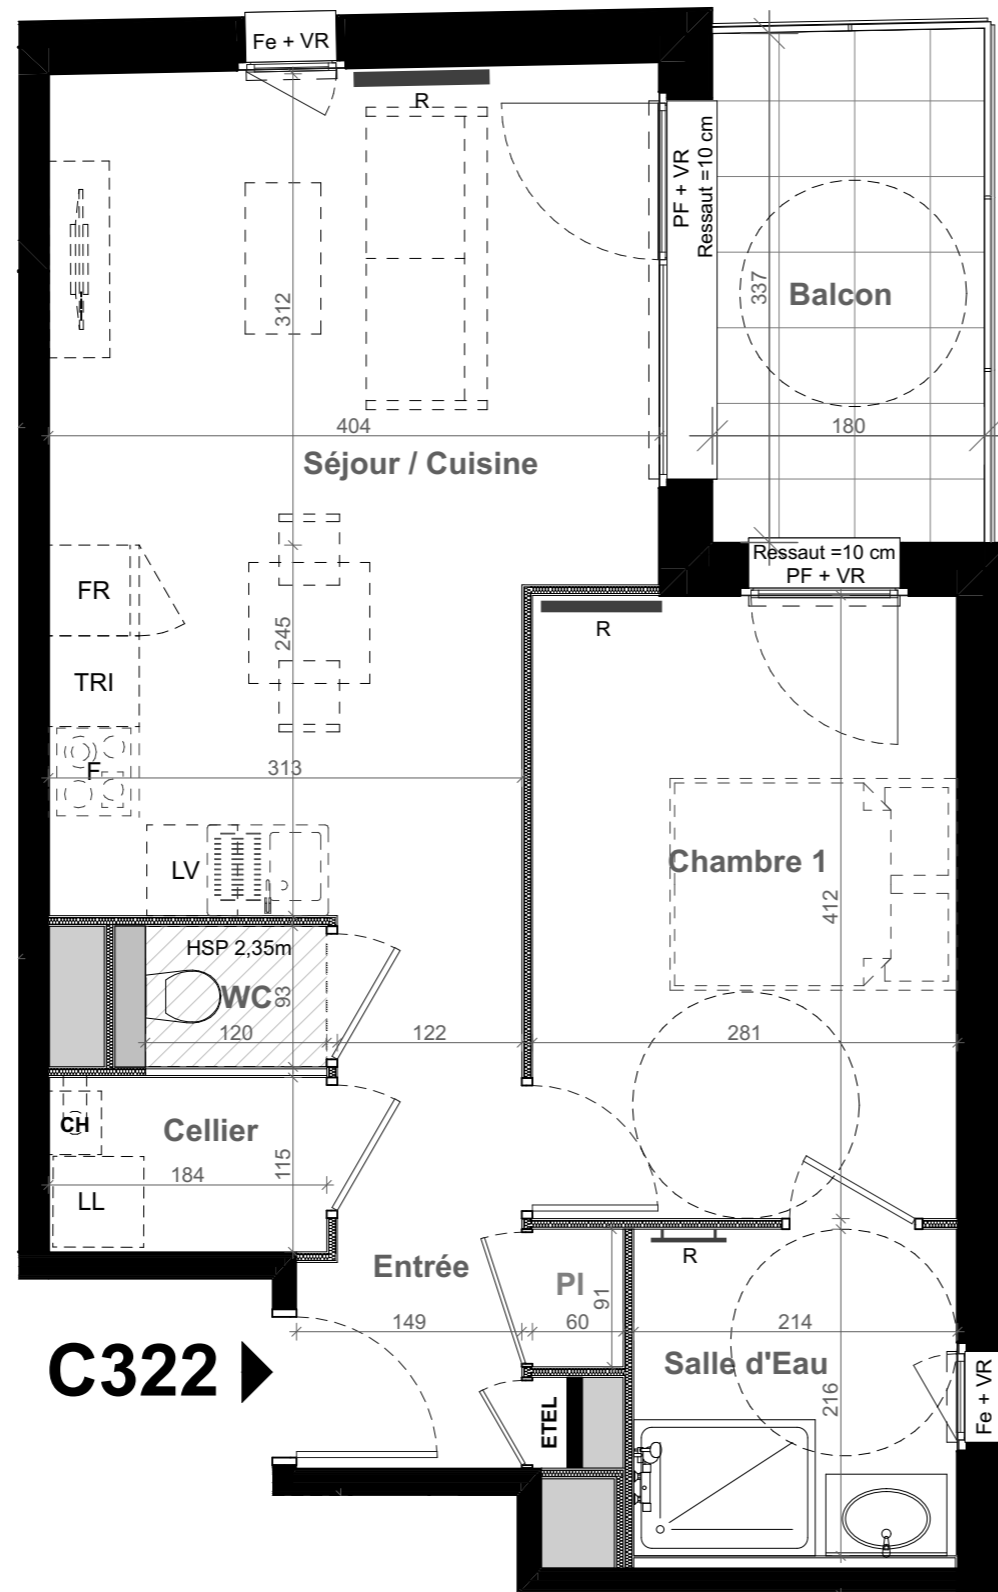 Fe + VR
R
PF + VR
Ressaut =10 cm
312
337
Balcon
404
180
Séjour / Cuisine
Ressaut =10 cm
PF + VR
FR
R
245
TRI
F
313
LV
Chambre 1
412
HSP 2,35m
WC
93
120
122
281
CH
Cellier
115
184
LL
Entrée
R
Pl
91
149
60
214
C322
Salle d'Eau
216
Fe + VR
ETEL